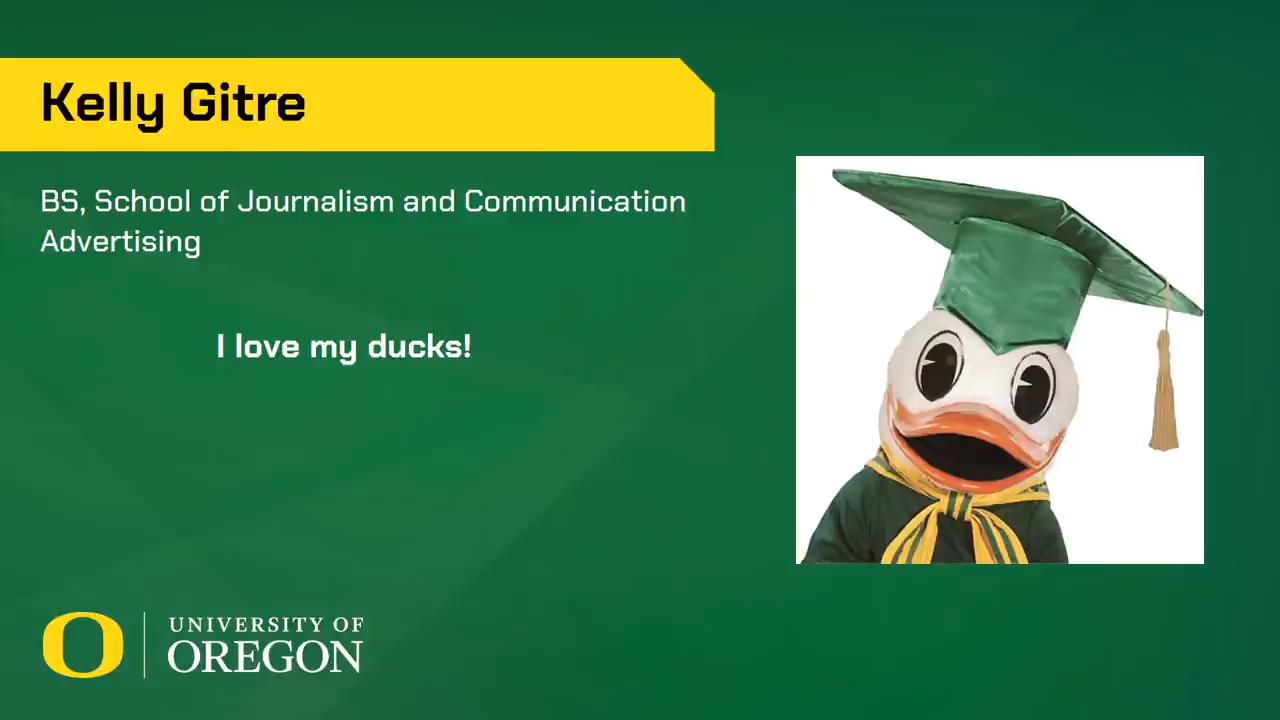 Kelly Gitre
BS, School of Journalism and Communication
Advertising
I love my ducks!
O
UNIVERSITY OF
OREGON